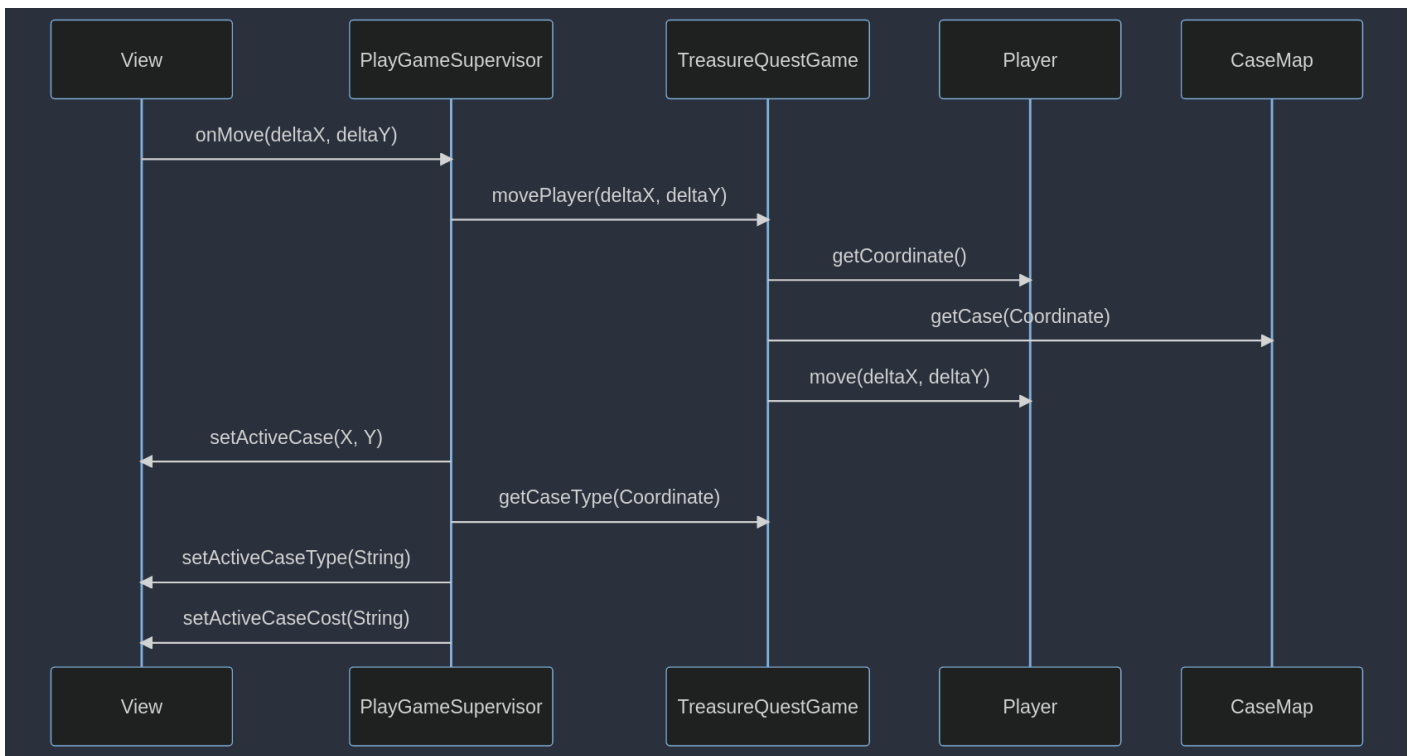 View
PlayGameSupervisor
TreasureQuestGame
Player
CaseMap
onMove(deltaX, deltaY)
movePlayer(deltaX, deltaY)
getCoordinate()
getCase(Coordinate)
move(deltaX, deltaY)
setActiveCase(X, Y)
getCaseType(Coordinate)
setActiveCaseType(String)
setActiveCaseCost(String)
View
PlayGameSupervisor
TreasureQuestGame
Player
CaseMap